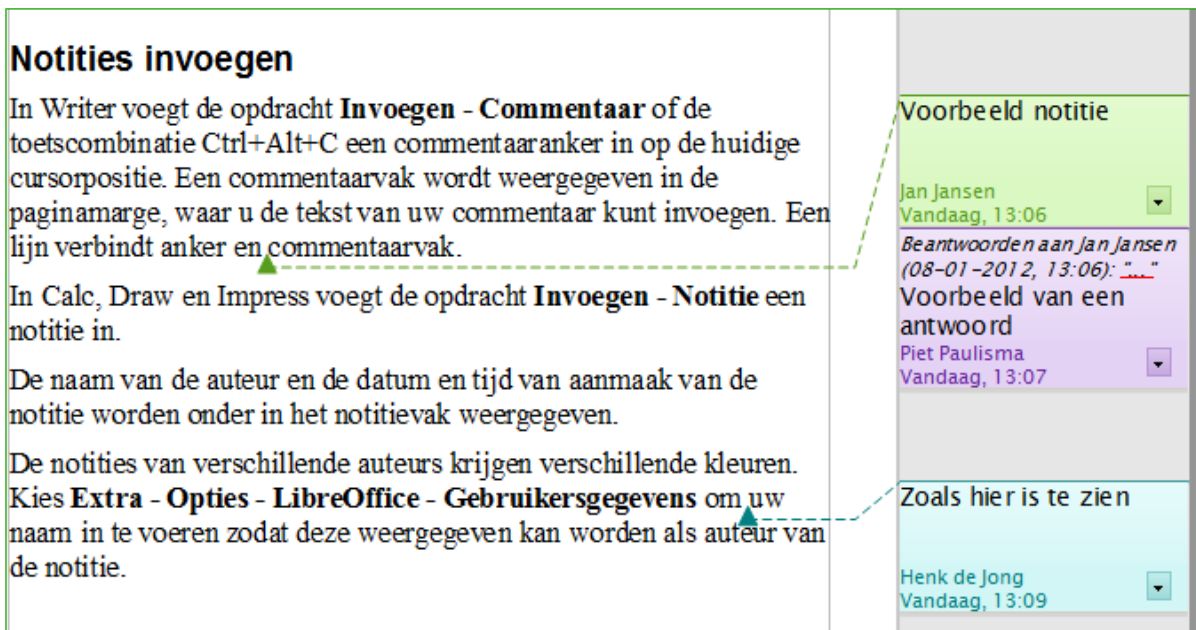 Notities invoegen
In Writer voegt de opdracht Invoegen - Commentaar of de
toetscombinatie Ctrl+Alt+C een commentaaranker in op de huidige
cursorpositie. Een commentaarvak wordt weergegeven in de
paginamarge, waar u de tekst van uw commentaar kunt invoegen. Een
lijn verbindt anker en commentaarvak.
In Calc, Draw en Impress voegt de opdracht Invoegen - Notitie een
notitie in.
De naam van de auteur en de datum en tijd van aanmaak van de
notitie worden onder in het notitievak weergegeven.
De notities van verschillende auteurs krijgen verschillende kleuren.
Kies Extra - Opties - LibreOffice - Gebruikersgegevens om uw
naam in te voeren zodat deze weergegeven kan worden als auteur van
de notitie.
Voorbeeld notitie
Jan Jansen
Vandaag, 13:06
Beantwoorden aan Jan Jansen
(08-01-2012, 13:06): "..."
Voorbeeld van een
antwoord
Piet Paulisma
Vandaag, 13:07
Zoals hier is te zien
Henk de Jong
Vandaag, 13:09